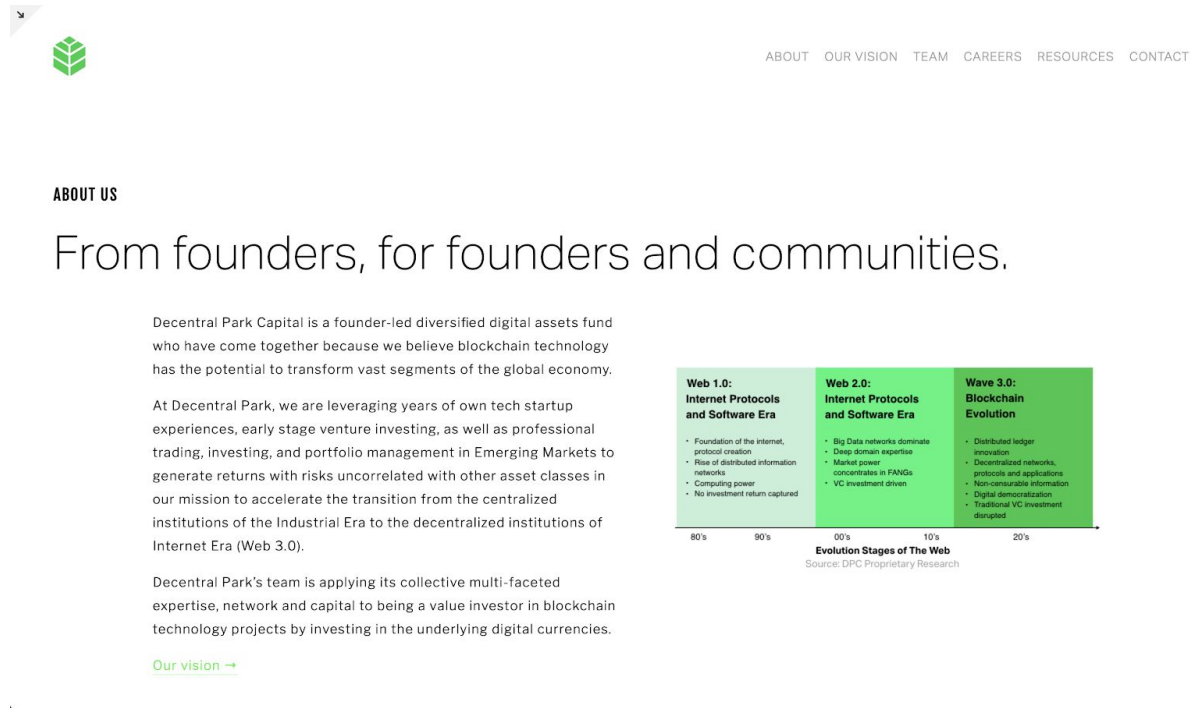 ABOUT
OUR VISION
TEAM
CAREERS
RESOURCES
CONTACT
ABOUT US
From founders, for founders and communities.
Decentral Park Capital is a founder-led diversified digital assets fund
who have come together because we believe blockchain technology
has the potential to transform vast segments of the global economy.
At Decentral Park, we are leveraging years of own tech startup
experiences, early stage venture investing, as well as professional
trading, investing, and portfolio management in Emerging Markets to
generate returns with risks uncorrelated with other asset classes in
our mission to accelerate the transition from the centralized
institutions of the Industrial Era to the decentralized institutions of
Internet Era (Web 3.0).
Decentral Park's team is applying its collective multi-faceted
expertise, network and capital to being a value investor in blockchain
technology projects by investing in the underlying digital currencies.
Our vision →
Web 1.0:
Internet Protocols
and Software Era
• Foundation of the internet,
protocol creation
• Rise of distributed information
networks
• Computing power
• No investment return captured
Web 2.0:
Internet Protocols
and Software Era
• Big Data networks dominate
• Deep domain expertise
• Market power
concentrates in FANGs
• VC investment driven
Wave 3.0:
Blockchain
Evolution
• Distributed ledger
innovation
• Decentralized networks,
protocols and applications
• Non-censurable information
• Digital democratization
• Traditional VC investment
disrupted
80's
90's
00's
10's
20's
Evolution Stages of The Web
Source: DPC Proprietary Research